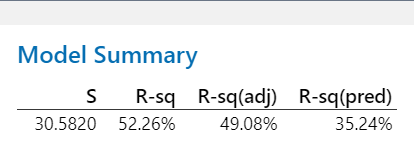 Model Summary
S R-sq R-sq(adj) R-sq(pred)
30.5820 52.26% 49.08% 35.24%